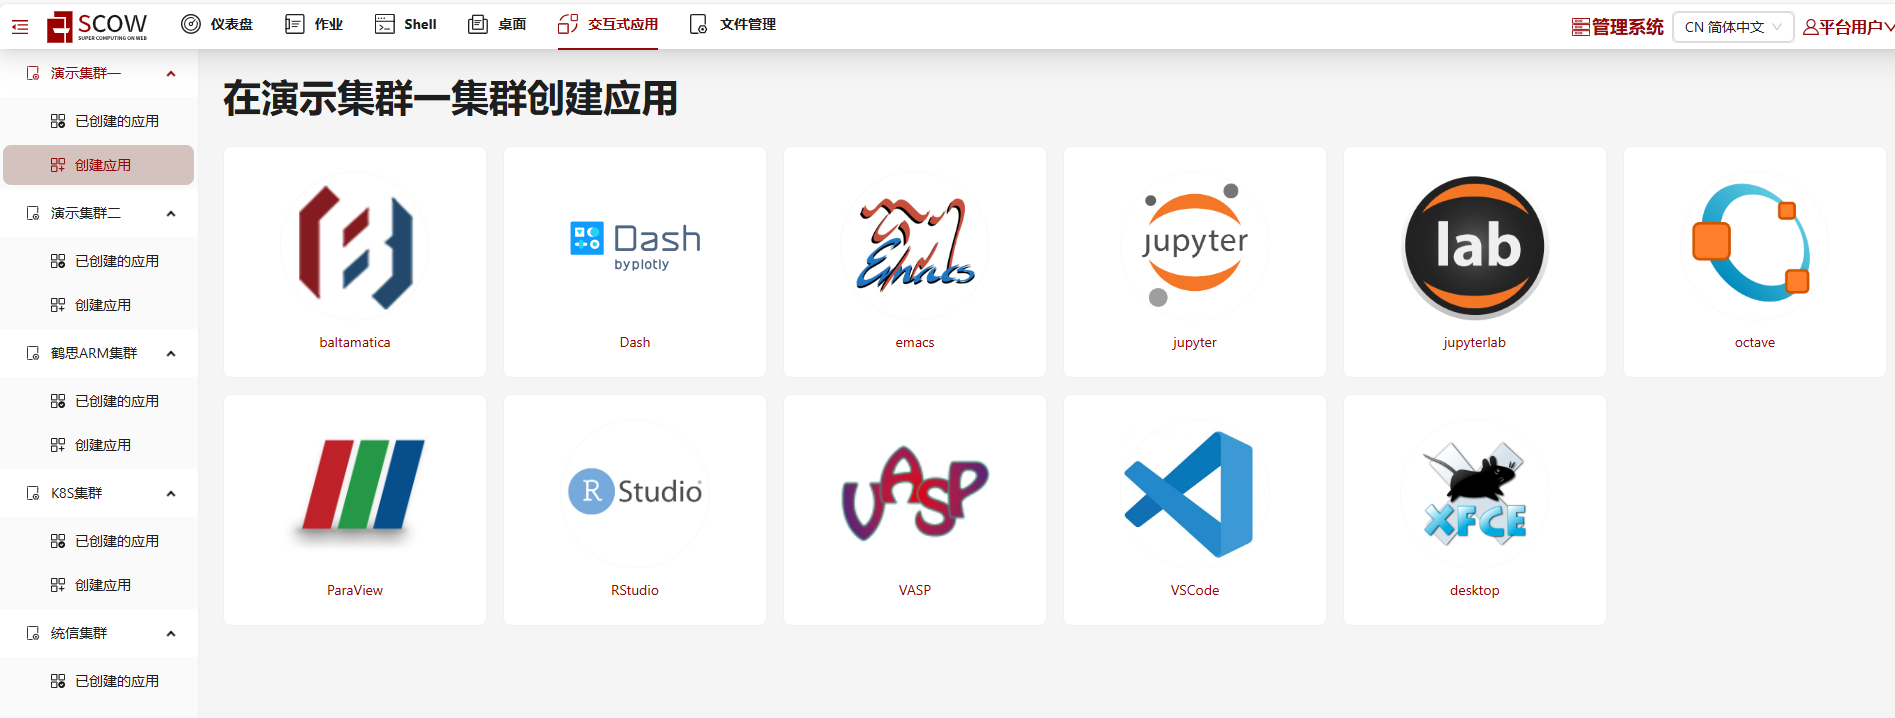 SCOW
SUPER COMPUTING ON WEB
仪表盘
作业
Shell
桌面
交互式应用
文件管理
管理系统
CN 简体中文
平台用户
演示集群一
已创建的应用
创建应用
演示集群二
已创建的应用
创建应用
鹤思ARM集群
已创建的应用
创建应用
K8S集群
已创建的应用
创建应用
统信集群
已创建的应用
在演示集群一集群创建应用
baltamatica
Dash
by plotly
Dash
Emacs
emacs
jupyter
jupyter
lab
jupyterlab
octave
ParaView
R Studio
RStudio
VASP
VASP
VSCode
XFCE
desktop